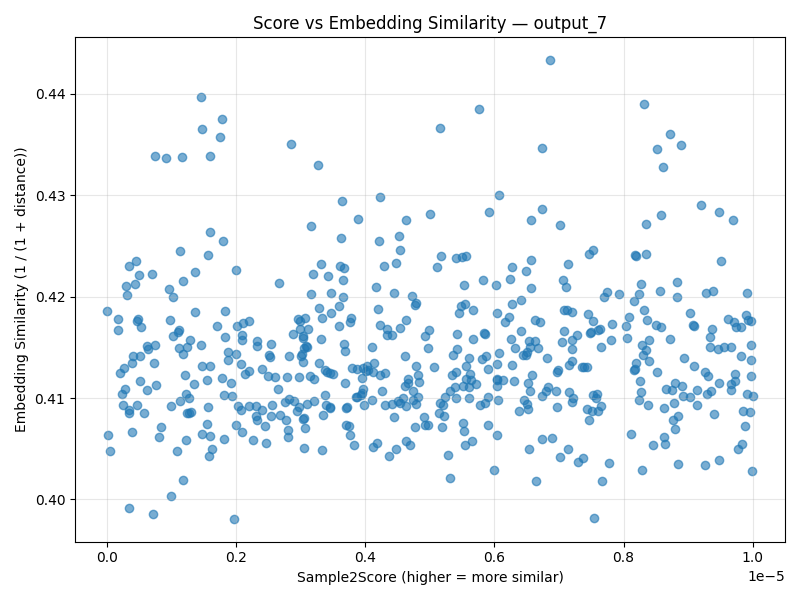 Score vs Embedding Similarity — output_7
Embedding Similarity (1 / (1 + distance))
0.44
0.43
0.42
0.41
0.40
0.0 0.2 0.4 0.6 0.8 1.0
1e−5
Sample2Score (higher = more similar)